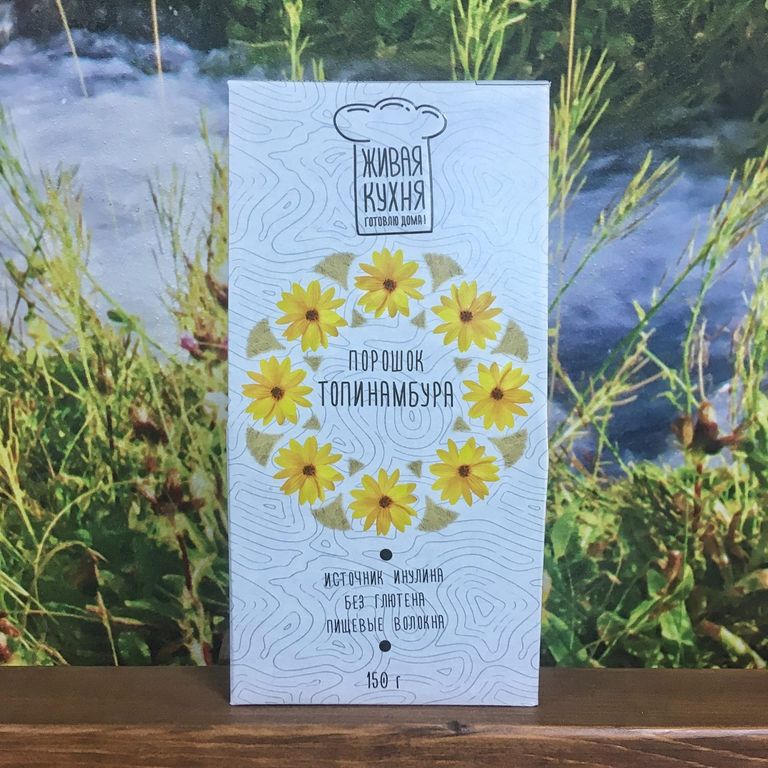 ЖИВАЯ
КУХНЯ
ГОТОВЛЮ ДОМА!
ПОРОШОК
ТОПИНАМБУРА
ИСТОЧНИК ИНУЛИНА
БЕЗ ГЛЮТЕНА
ПИЩЕВЫЕ ВОЛОКНА
150 г